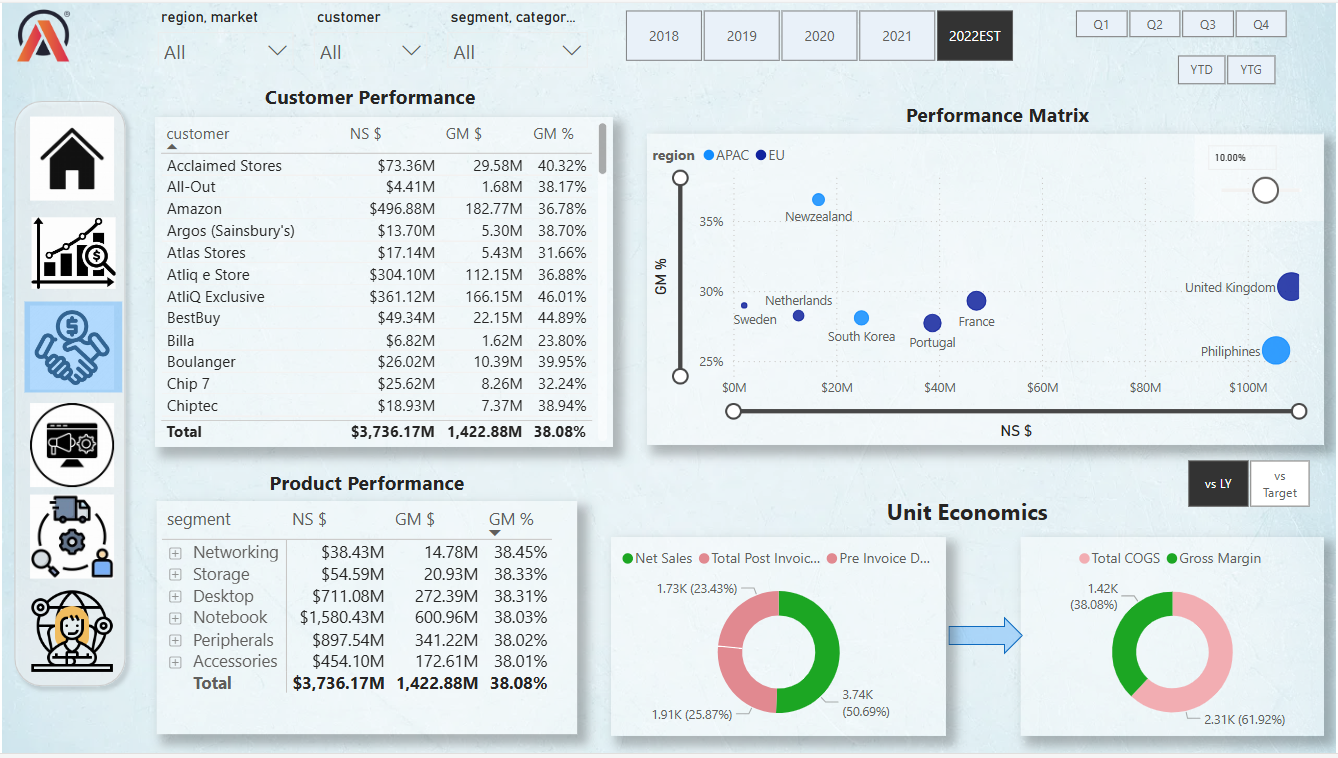 region, market customer segment, categor...
All All All
2018 2019 2020 2021 2022EST
Q1 Q2 Q3 Q4
YTD YTG
Customer Performance
customer NS $ GM $ GM %
Acclaimed Stores $73.36M 29.58M 40.32%
All-Out $4.41M 1.68M 38.17%
Amazon $496.88M 182.77M 36.78%
Argos (Sainsbury's) $13.70M 5.30M 38.70%
Atlas Stores $17.14M 5.43M 31.66%
Atliq e Store $304.10M 112.15M 36.88%
AtliQ Exclusive $361.12M 166.15M 46.01%
BestBuy $49.34M 22.15M 44.89%
Billa $6.82M 1.62M 23.80%
Boulanger $26.02M 10.39M 39.95%
Chip 7 $25.62M 8.26M 32.24%
Chiptec $18.93M 7.37M 38.94%
Total $3,736.17M 1,422.88M 38.08%
Performance Matrix
region APAC EU
10.00%
GM %
35%
30%
25%
Newzealand
United Kingdom
Netherlands
Sweden
France
South Korea
Portugal
Philiphines
$0M $20M $40M $60M $80M $100M
NS $
Product Performance
segment NS $ GM $ GM %
Networking $38.43M 14.78M 38.45%
Storage $54.59M 20.93M 38.33%
Desktop $711.08M 272.39M 38.31%
Notebook $1,580.43M 600.96M 38.03%
Peripherals $897.54M 341.22M 38.02%
Accessories $454.10M 172.61M 38.01%
Total $3,736.17M 1,422.88M 38.08%
vs LY
vs
Target
Unit Economics
Net Sales Total Post Invoic... Pre Invoice D...
1.73K (23.43%)
3.74K
(50.69%)
1.91K (25.87%)
Total COGS Gross Margin
1.42K
(38.08%)
2.31K (61.92%)